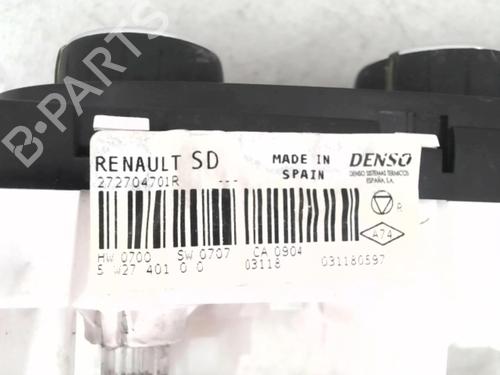 B-PARTS
RENAULT SD
MADE IN
SPAIN
DENSO
DENSO SISTEMAS TERMICOS
ESPAÑA, S.A.
272704701R ---
R
A74
HW 0700 SW 0707 CA 0904
5 W27 401 0 0 03118 031180597